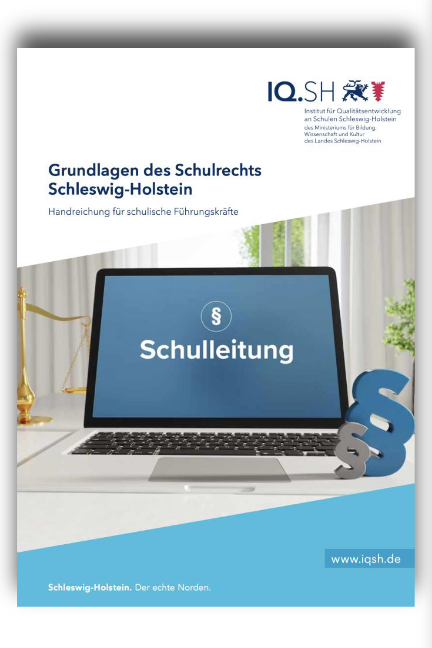 IQ.SH
Institut für Qualitätsentwicklung
an Schulen Schleswig-Holstein
des Ministeriums für Bildung,
Wissenschaft und Kultur
des Landes Schleswig-Holstein
Grundlagen des Schulrechts
Schleswig-Holstein
Handreichung für schulische Führungskräfte
§
Schulleitung
§
§
www.iqsh.de
Schleswig-Holstein. Der echte Norden.